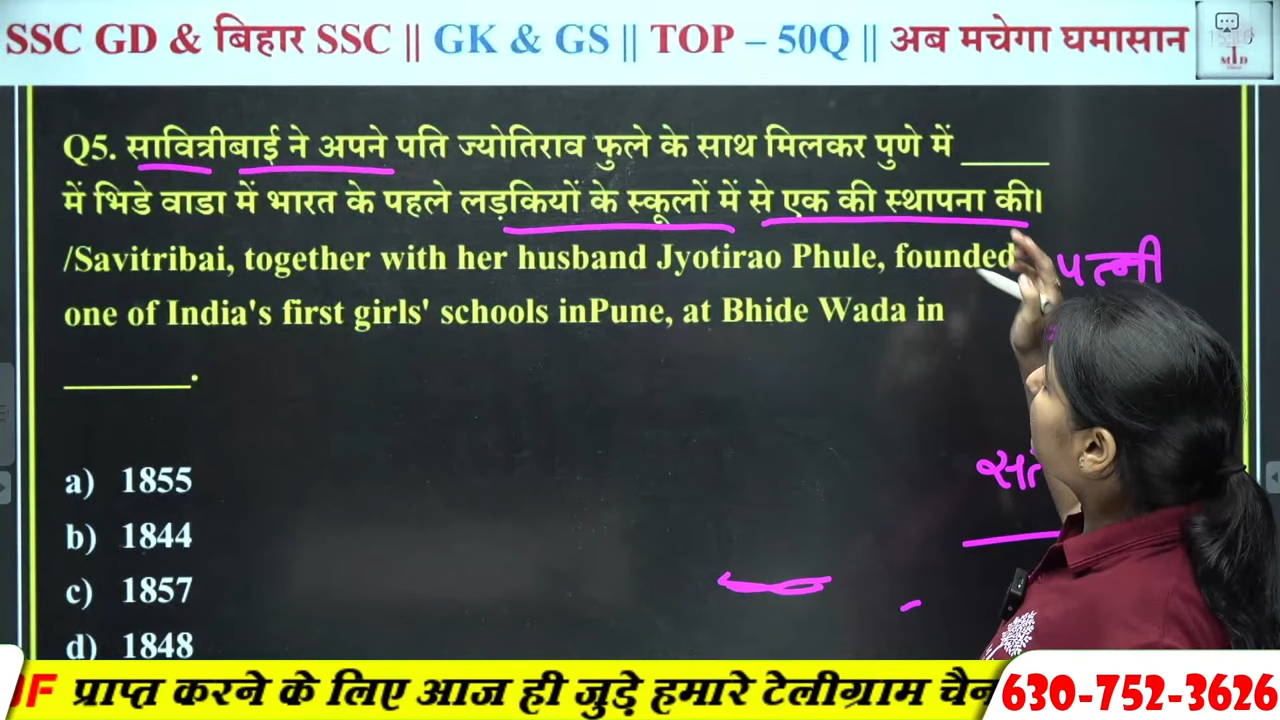 SSC GD & बिहार SSC || GK & GS || TOP – 50Q || अब मचेगा घमासान
Q5. सावित्रीबाई ने अपने पति ज्योतिराव फुले के साथ मिलकर पुणे में _____
में भिडे वाडा में भारत के पहले लड़कियों के स्कूलों में से एक की स्थापना की।
/Savitribai, together with her husband Jyotirao Phule, founded
one of India's first girls' schools inPune, at Bhide Wada in
_______.
पत्नी
a) 1855
b) 1844
c) 1857
d) 1848
प्राप्त करने के लिए आज ही जुड़े हमारे टेलीग्राम
630-752-3626